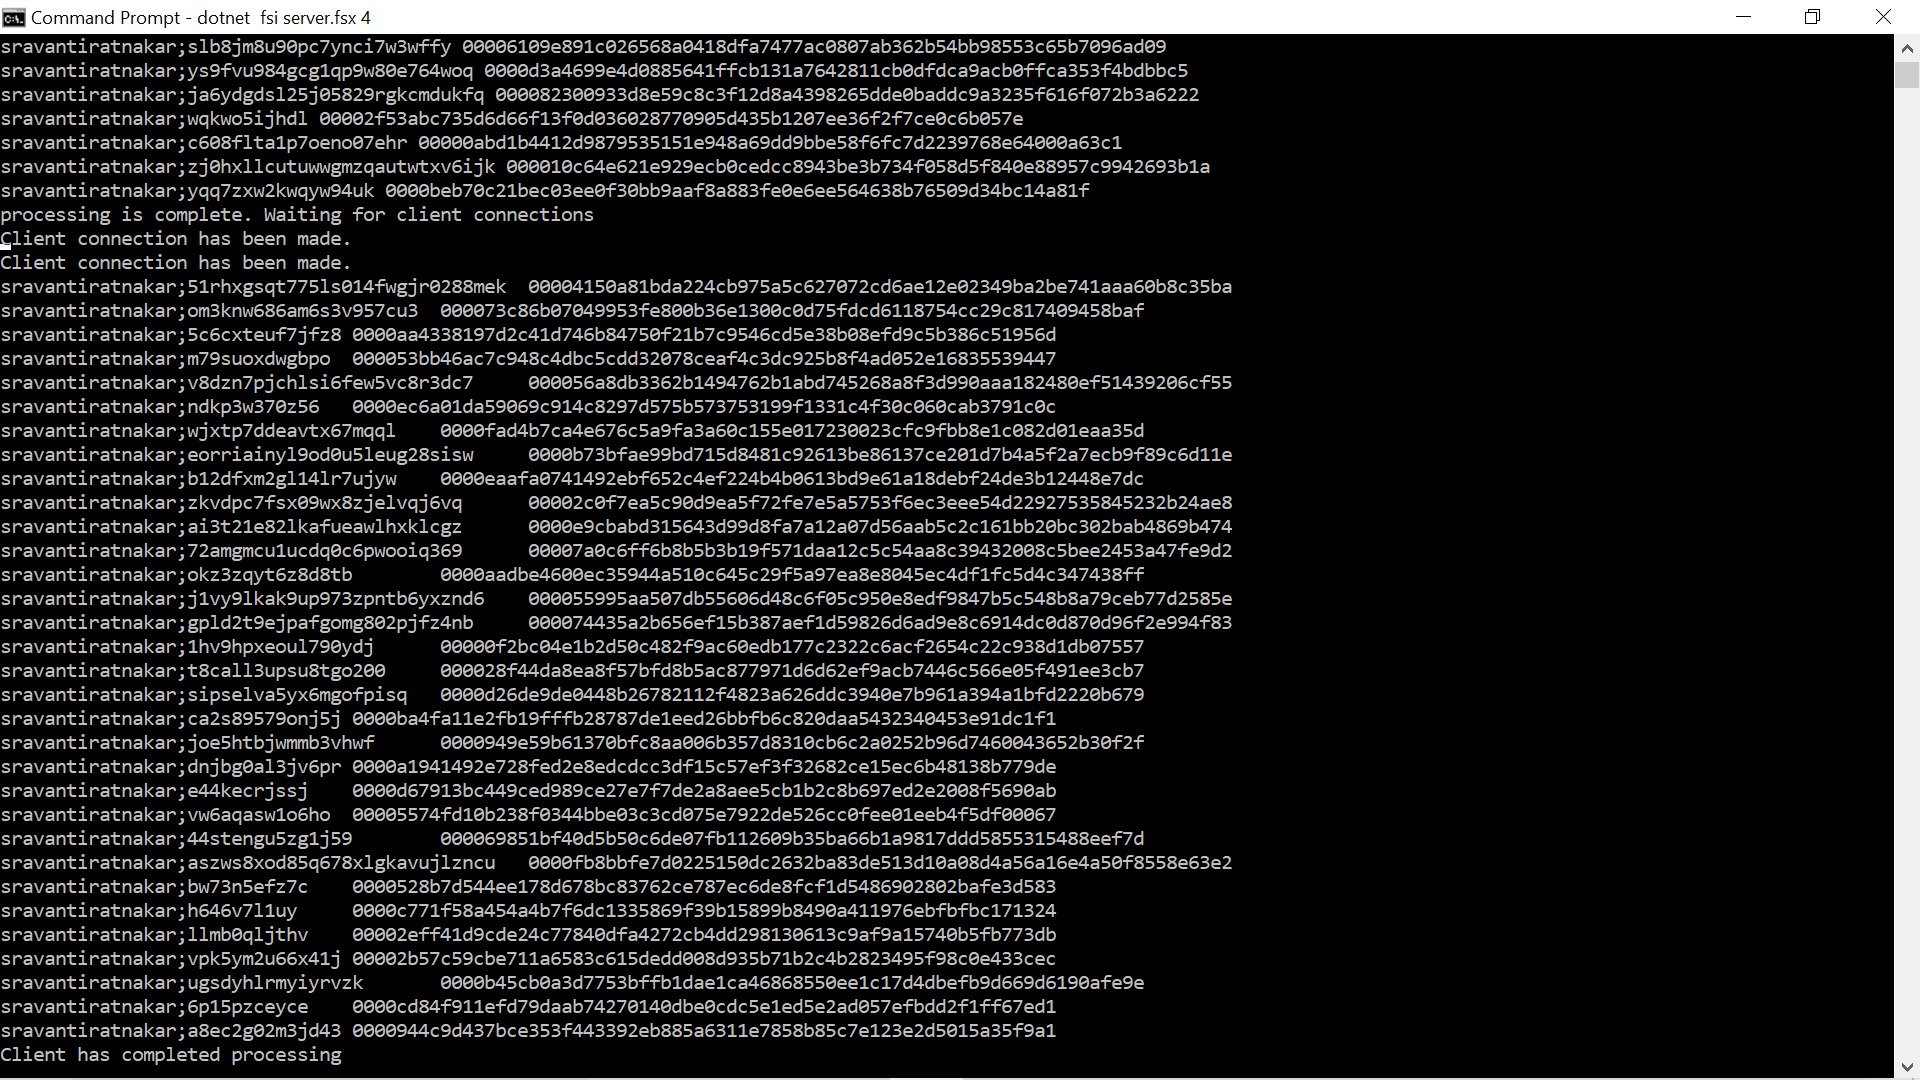 Command Prompt - dotnet  fsi server.fsx 4
sravantiratnakar;slb8jm8u90pc7ynci7w3wffy 00006109e891c026568a0418dfa7477ac0807ab362b54bb98553c65b7096ad09
sravantiratnakar;ys9fvu984gcg1qp9w80e764woq 0000d3a4699e4d0885641ffcb131a7642811cb0dfdca9acb0ffca353f4bdbbc5
sravantiratnakar;ja6ydgdsl25j05829rgkcmdukfq 000082300933d8e59c8c3f12d8a4398265dde0baddc9a3235f616f072b3a6222
sravantiratnakar;wqkwo5ijhdl 00002f53abc735d6d66f13f0d036028770905d435b1207ee36f2f7ce0c6b057e
sravantiratnakar;c608flta1p7oeno07ehr 00000abd1b4412d9879535151e948a69dd9bbe58f6fc7d2239768e64000a63c1
sravantiratnakar;zj0hxllcutuwwgmzqautwtxv6ijk 000010c64e621e929ecb0cedcc8943be3b734f058d5f840e88957c9942693b1a
sravantiratnakar;yqq7zxw2kwqyw94uk 0000beb70c21bec03ee0f30bb9aaf8a883fe0e6ee564638b76509d34bc14a81f
processing is complete. Waiting for client connections
Client connection has been made.
Client connection has been made.
sravantiratnakar;51rhxgsqt775ls014fwgjr0288mek  00004150a81bda224cb975a5c627072cd6ae12e02349ba2be741aaa60b8c35ba
sravantiratnakar;om3knw686am6s3v957cu3  000073c86b07049953fe800b36e1300c0d75fdcd6118754cc29c817409458baf
sravantiratnakar;5c6cxteuf7jfz8 0000aa4338197d2c41d746b84750f21b7c9546cd5e38b08efd9c5b386c51956d
sravantiratnakar;m79suoxdwgbpo  000053bb46ac7c948c4dbc5cdd32078ceaf4c3dc925b8f4ad052e16835539447
sravantiratnakar;v8dzn7pjchlsi6few5vc8r3dc7     000056a8db3362b1494762b1abd745268a8f3d990aaa182480ef51439206cf55
sravantiratnakar;ndkp3w370z56   0000ec6a01da59069c914c8297d575b573753199f1331c4f30c060cab3791c0c
sravantiratnakar;wjxtp7ddeavtx67mqql    0000fad4b7ca4e676c5a9fa3a60c155e017230023cfc9fbb8e1c082d01eaa35d
sravantiratnakar;eorriainyl9od0u5leug28sisw     0000b73bfae99bd715d8481c92613be86137ce201d7b4a5f2a7ecb9f89c6d11e
sravantiratnakar;b12dfxm2gl14lr7ujyw    0000eaafa0741492ebf652c4ef224b4b0613bd9e61a18debf24de3b12448e7dc
sravantiratnakar;zkvdpc7fsx09wx8zjelvqj6vq      00002c0f7ea5c90d9ea5f72fe7e5a5753f6ec3eee54d22927535845232b24ae8
sravantiratnakar;ai3t21e82lkafueawlhxklcgz      0000e9cbabd315643d99d8fa7a12a07d56aab5c2c161bb20bc302bab4869b474
sravantiratnakar;72amgmcu1ucdq0c6pwooiq369      00007a0c6ff6b8b5b3b19f571daa12c5c54aa8c39432008c5bee2453a47fe9d2
sravantiratnakar;okz3zqyt6z8d8tb        0000aadbe4600ec35944a510c645c29f5a97ea8e8045ec4df1fc5d4c347438ff
sravantiratnakar;j1vy9lkak9up973zpntb6yxznd6    000055995aa507db55606d48c6f05c950e8edf9847b5c548b8a79ceb77d2585e
sravantiratnakar;gpld2t9ejpafgomg802pjfz4nb     000074435a2b656ef15b387aef1d59826d6ad9e8c6914dc0d870d96f2e994f83
sravantiratnakar;1hv9hpxeoul790ydj      00000f2bc04e1b2d50c482f9ac60edb177c2322c6acf2654c22c938d1db07557
sravantiratnakar;t8call3upsu8tgo200     000028f44da8ea8f57bfd8b5ac877971d6d62ef9acb7446c566e05f491ee3cb7
sravantiratnakar;sipselva5yx6mgofpisq   0000d26de9de0448b26782112f4823a626ddc3940e7b961a394a1bfd2220b679
sravantiratnakar;ca2s89579onj5j 0000ba4fa11e2fb19fffb28787de1eed26bbfb6c820daa5432340453e91dc1f1
sravantiratnakar;joe5htbjwmmb3vhwf      0000949e59b61370bfc8aa006b357d8310cb6c2a0252b96d7460043652b30f2f
sravantiratnakar;dnjbg0al3jv6pr 0000a1941492e728fed2e8edcdcc3df15c57ef3f32682ce15ec6b48138b779de
sravantiratnakar;e44kecrjssj    0000d67913bc449ced989ce27e7f7de2a8aee5cb1b2c8b697ed2e2008f5690ab
sravantiratnakar;vw6aqasw1o6ho  00005574fd10b238f0344bbe03c3cd075e7922de526cc0fee01eeb4f5df00067
sravantiratnakar;44stengu5zg1j59        000069851bf40d5b50c6de07fb112609b35ba66b1a9817ddd5855315488eef7d
sravantiratnakar;aszws8xod85q678xlgkavujlzncu   0000fb8bbfe7d0225150dc2632ba83de513d10a08d4a56a16e4a50f8558e63e2
sravantiratnakar;bw73n5efz7c    0000528b7d544ee178d678bc83762ce787ec6de8fcf1d5486902802bafe3d583
sravantiratnakar;h646v7l1uy     0000c771f58a454a4b7f6dc1335869f39b15899b8490a411976ebfbfbc171324
sravantiratnakar;llmb0qljthv    00002eff41d9cde24c77840dfa4272cb4dd298130613c9af9a15740b5fb773db
sravantiratnakar;vpk5ym2u66x41j 00002b57c59cbe711a6583c615dedd008d935b71b2c4b2823495f98c0e433cec
sravantiratnakar;ugsdyhlrmyiyrvzk       0000b45cb0a3d7753bffb1dae1ca46868550ee1c17d4dbefb9d669d6190afe9e
sravantiratnakar;6p15pzceyce    0000cd84f911efd79daab74270140dbe0cdc5e1ed5e2ad057efbdd2f1ff67ed1
sravantiratnakar;a8ec2g02m3jd43 0000944c9d437bce353f443392eb885a6311e7858b85c7e123e2d5015a35f9a1
Client has completed processing